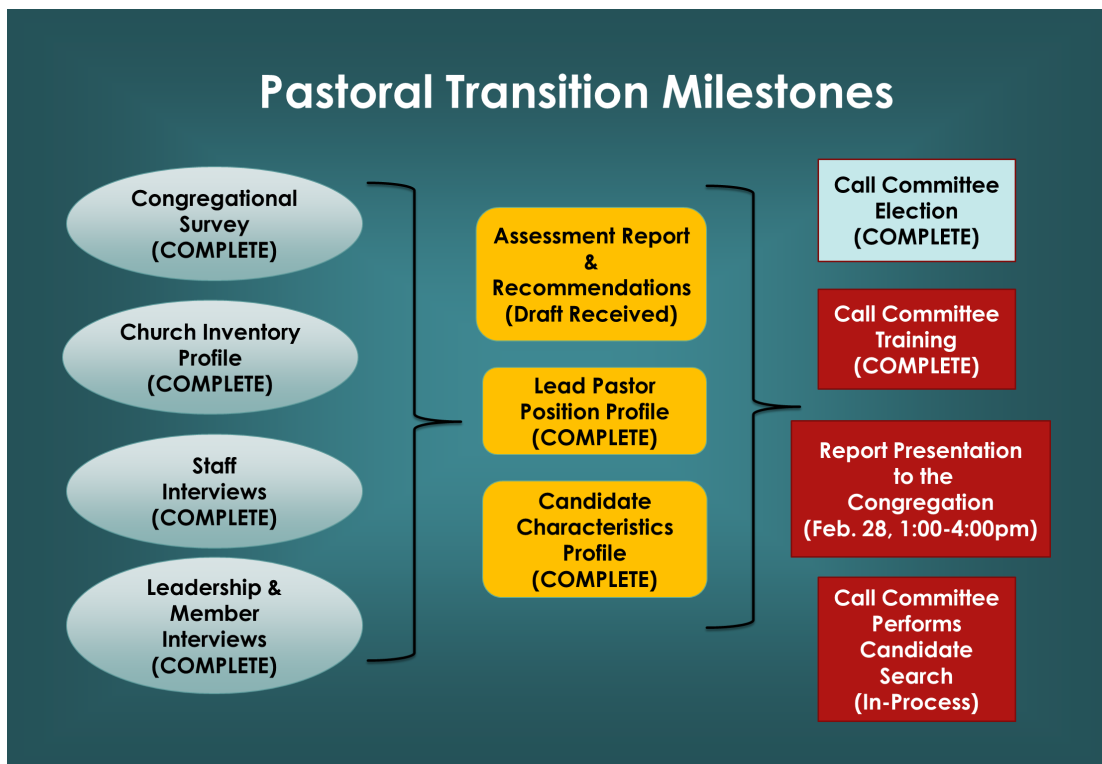 Pastoral Transition Milestones
Congregational
Survey
(COMPLETE)
Church Inventory
Profile
(COMPLETE)
Staff
Interviews
(COMPLETE)
Leadership &
Member
Interviews
(COMPLETE)
Assessment Report
&
Recommendations
(Draft Received)
Lead Pastor
Position Profile
(COMPLETE)
Candidate
Characteristics
Profile
(COMPLETE)
Call Committee
Election
(COMPLETE)
Call Committee
Training
(COMPLETE)
Report Presentation
to the
Congregation
(Feb. 28, 1:00-4:00pm)
Call Committee
Performs
Candidate
Search
(In-Process)